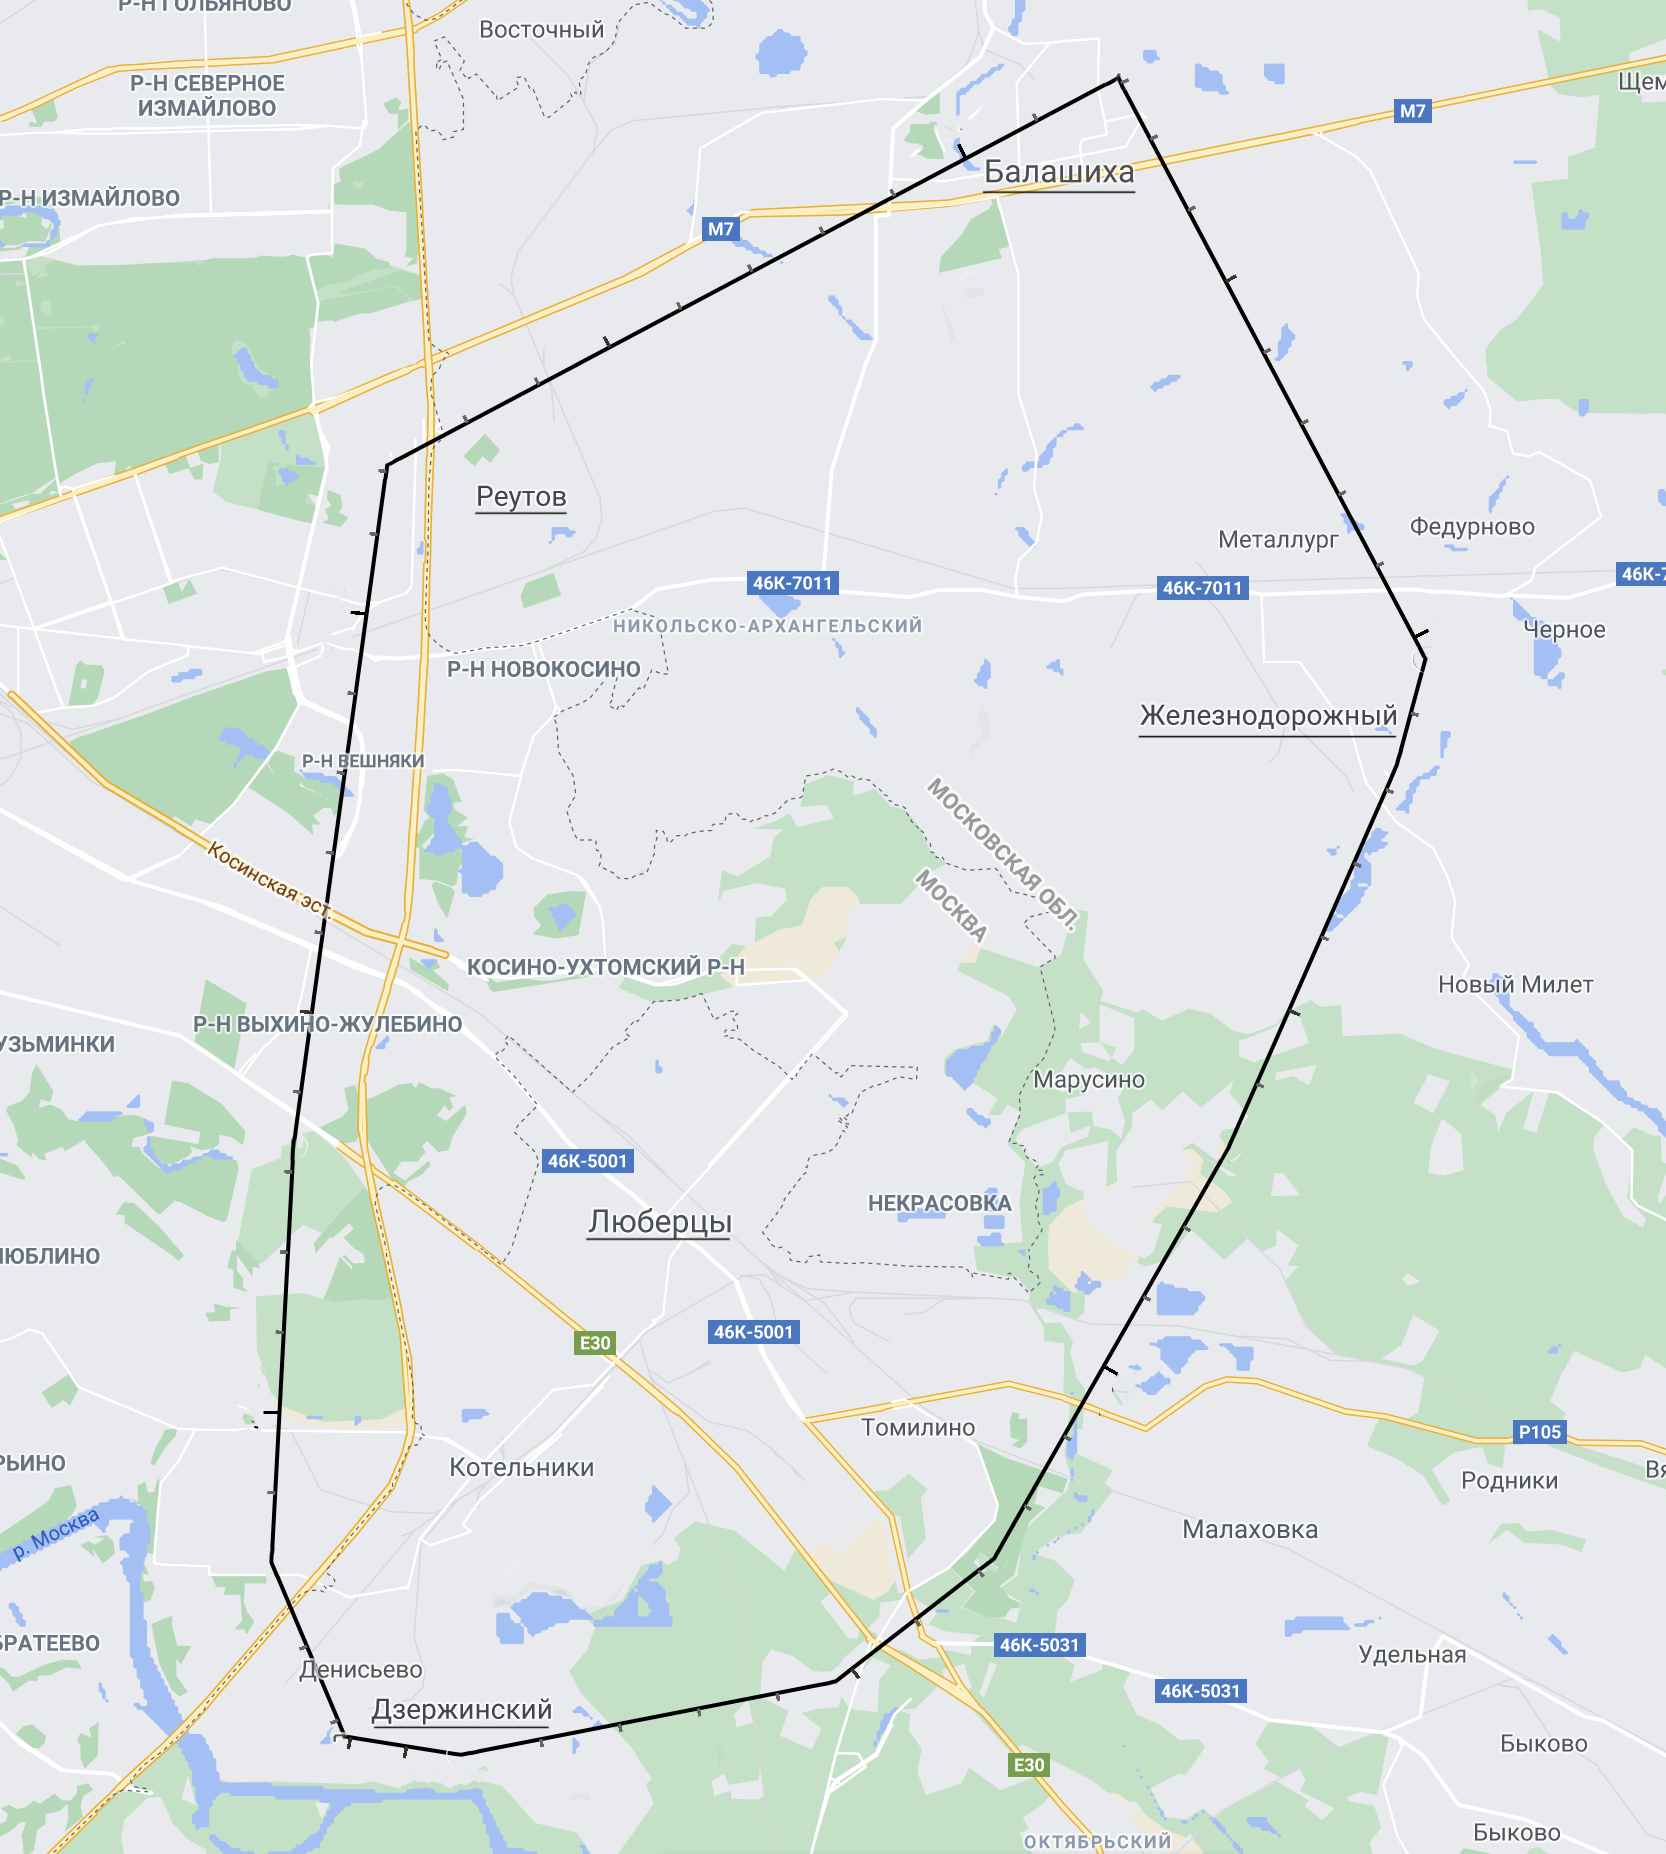 Р-Н ГОЛЬЯНОВО
Восточный
Р-Н СЕВЕРНОЕ
ИЗМАЙЛОВО
Щем
М7
Балашиха
Р-Н ИЗМАЙЛОВО
М7
Реутов
Металлург
Федурново
46К-7011
46К-7011
46К-7
НИКОЛЬСКО-АРХАНГЕЛЬСКИЙ
Черное
Р-Н НОВОКОСИНО
Железнодорожный
Р-Н ВЕШНЯКИ
МОСКОВСКАЯ ОБЛ.
МОСКВА
Косинская эст.
КОСИНО-УХТОМСКИЙ Р-Н
Новый Милет
Р-Н ВЫХИНО-ЖУЛЕБИНО
УЗЬМИНКИ
Марусино
46К-5001
НЕКРАСОВКА
Люберцы
ЛЮБЛИНО
46К-5001
E30
Томилино
Р105
РЬИНО
Котельники
Родники
Вя
р. Москва
Малаховка
БРАТЕЕВО
46К-5031
Удельная
Денисьево
46К-5031
Дзержинский
Быково
E30
ОКТЯБРЬСКИЙ
Быково